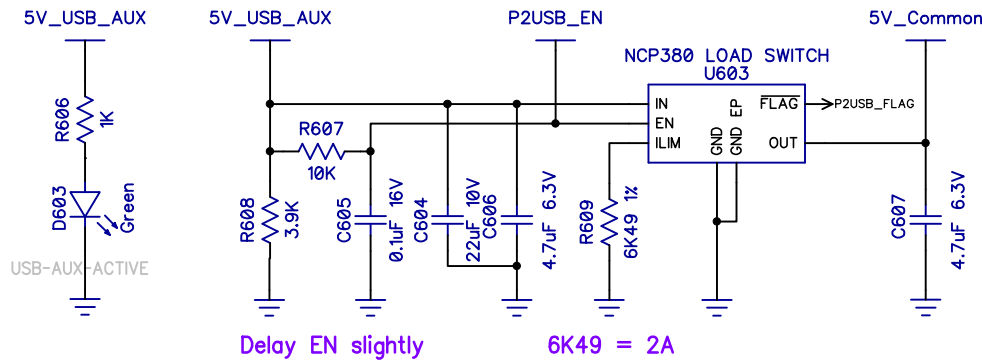 5V_USB_AUX
5V_USB_AUX
P2USB_EN
5V_Common
NCP380 LOAD SWITCH
U603
IN
EN
ILIM
GND
GND
EP
FLAG
OUT
P2USB_FLAG
R606
1K
D603
Green
USB-AUX-ACTIVE
R607
10K
R608
3.9K
C605
0.1uF 16V
C604
22uF 10V
C606
4.7uF 6.3V
R609
6K49 1%
C607
4.7uF 6.3V
Delay EN slightly
6K49 = 2A